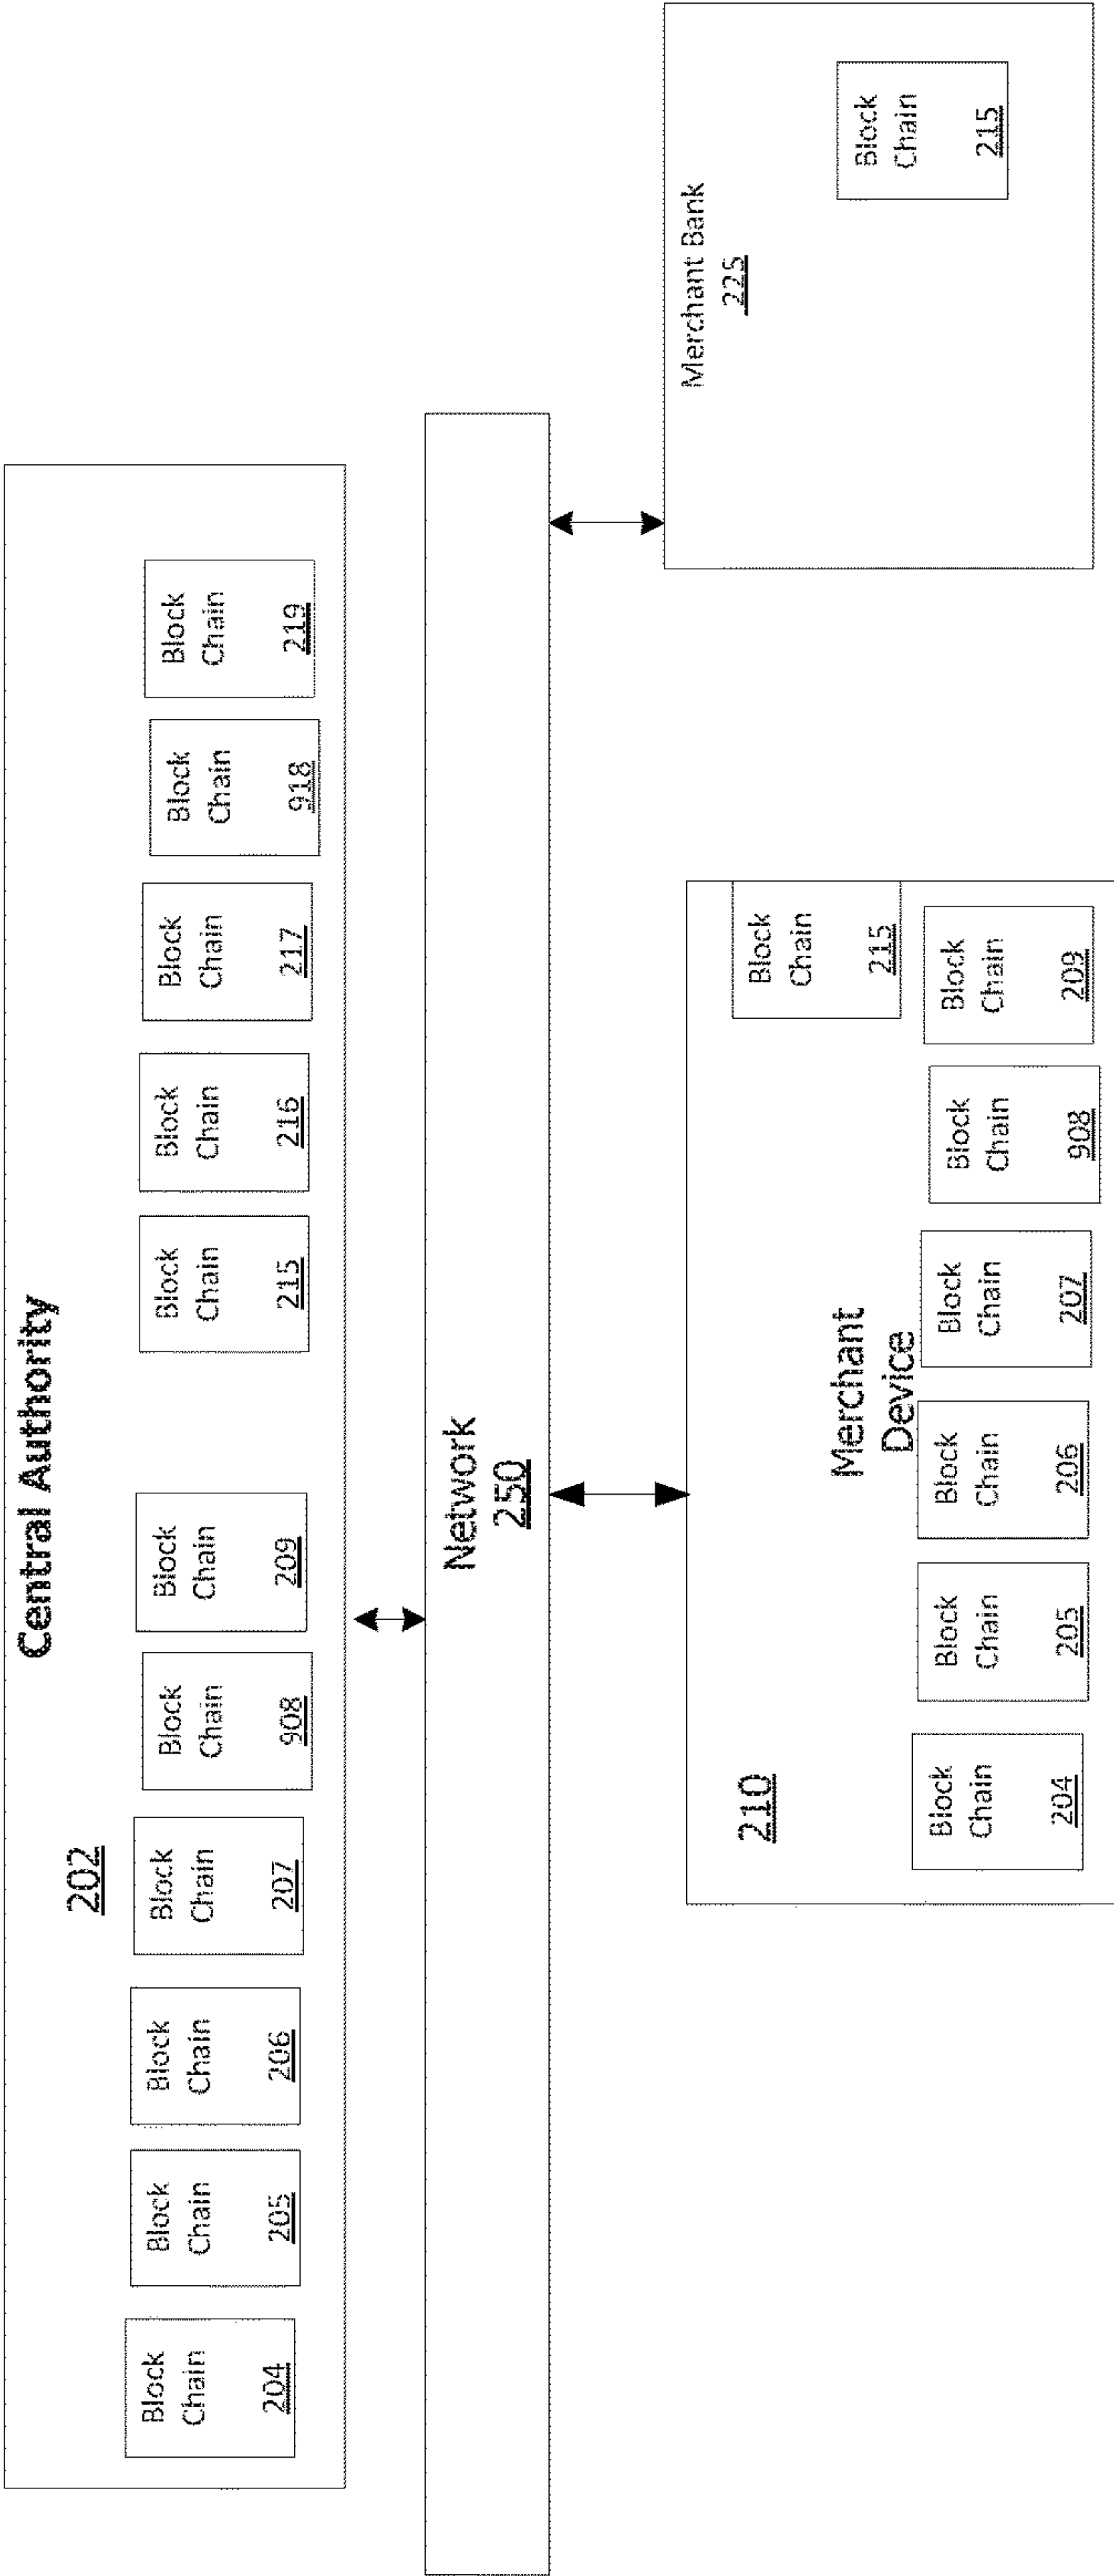 Central Authority
202
Block
Chain
204
Block
Chain
205
Block
Chain
206
Block
Chain
207
Block
Chain
908
Block
Chain
209
Block
Chain
215
Block
Chain
216
Block
Chain
217
Block
Chain
918
Block
Chain
219
Network
250
210
Merchant
Device
Block
Chain
215
Block
Chain
204
Block
Chain
205
Block
Chain
206
Block
Chain
207
Block
Chain
908
Block
Chain
209
Merchant Bank
225
Block
Chain
215